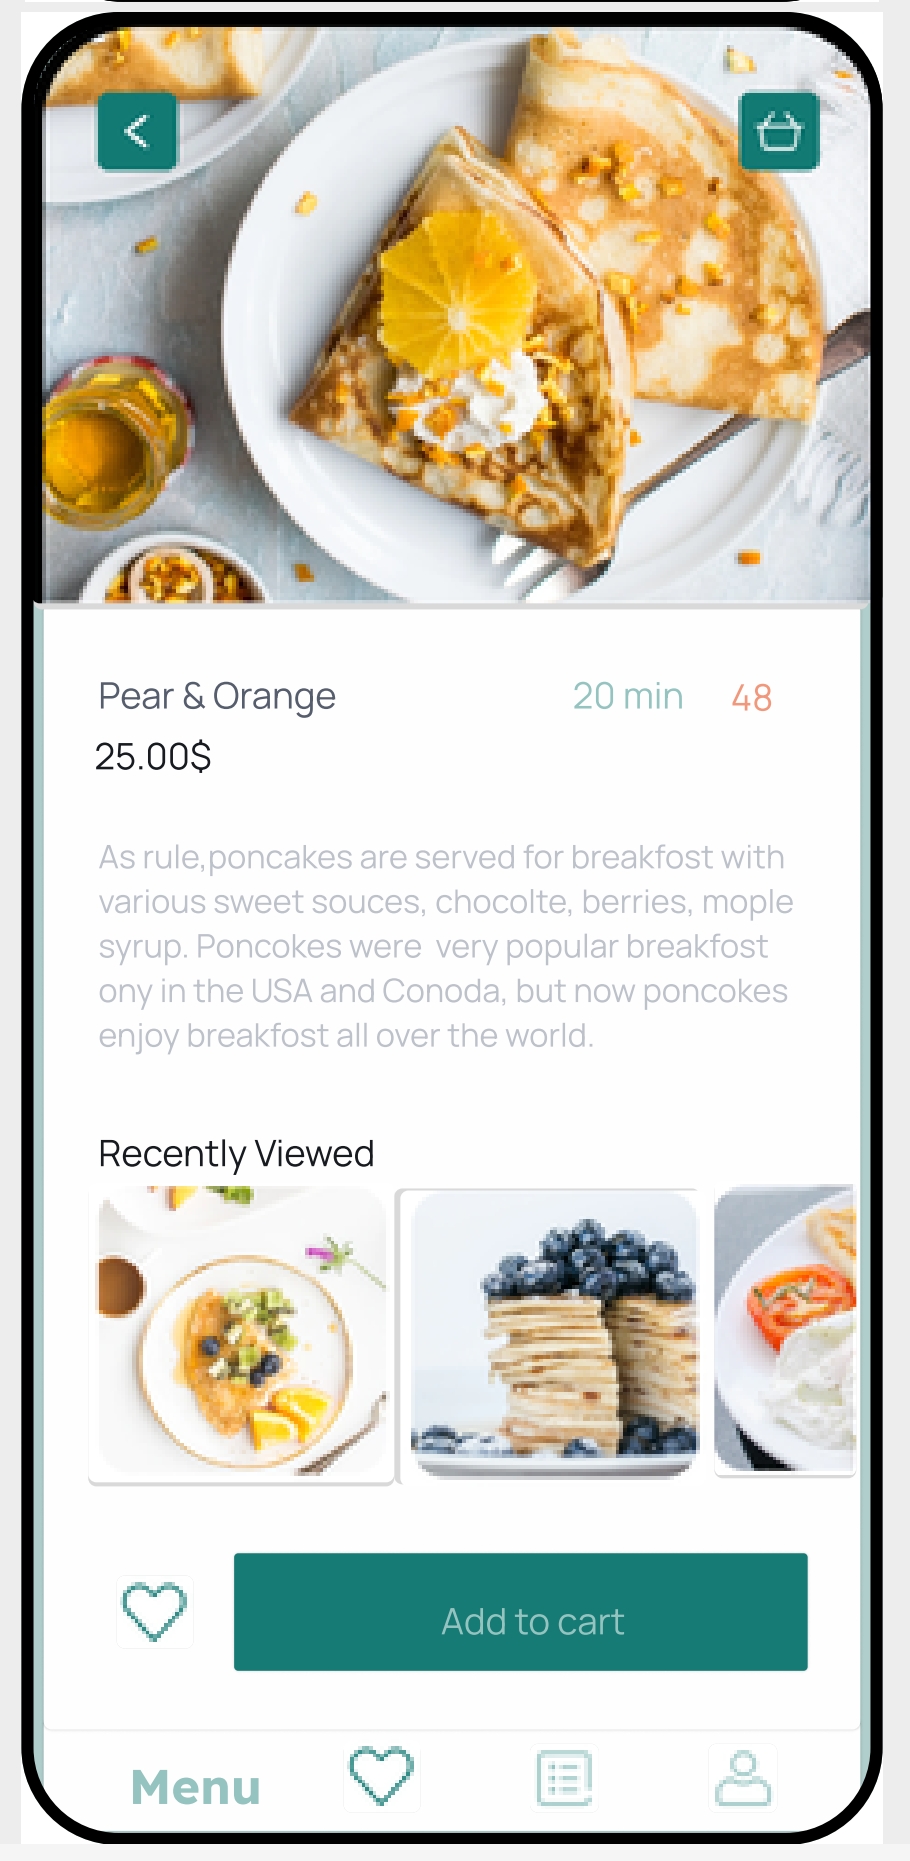 Pear & Orange 20 min 48
25.00$
As rule,poncakes are served for breakfost with
various sweet souces, chocolte, berries, mople
syrup. Poncokes were  very popular breakfost
ony in the USA and Conoda, but now poncokes
enjoy breakfost all over the world.
Recently Viewed
Add to cart
Menu